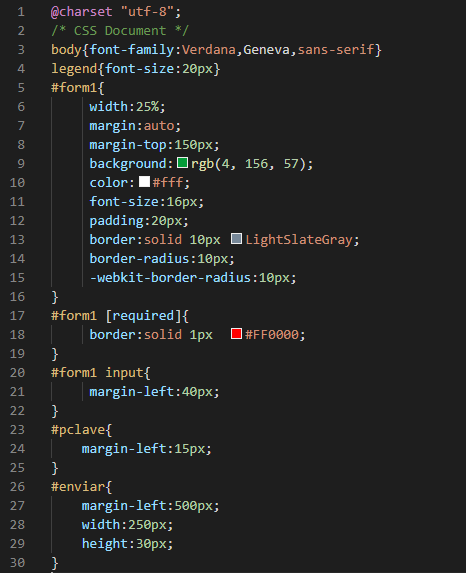 1 @charset "utf-8";
2 /* CSS Document */
3 body{font-family:Verdana,Geneva,sans-serif}
4 legend{font-size:20px}
5 #form1{
6 width:25%;
7 margin:auto;
8 margin-top:150px;
9 background:rgb(4, 156, 57);
10 color:#fff;
11 font-size:16px;
12 padding:20px;
13 border:solid 10px LightSlateGray;
14 border-radius:10px;
15 -webkit-border-radius:10px;
16 }
17 #form1 [required]{
18 border:solid 1px #FF0000;
19 }
20 #form1 input{
21 margin-left:40px;
22 }
23 #pclave{
24 margin-left:15px;
25 }
26 #enviar{
27 margin-left:500px;
28 width:250px;
29 height:30px;
30 }